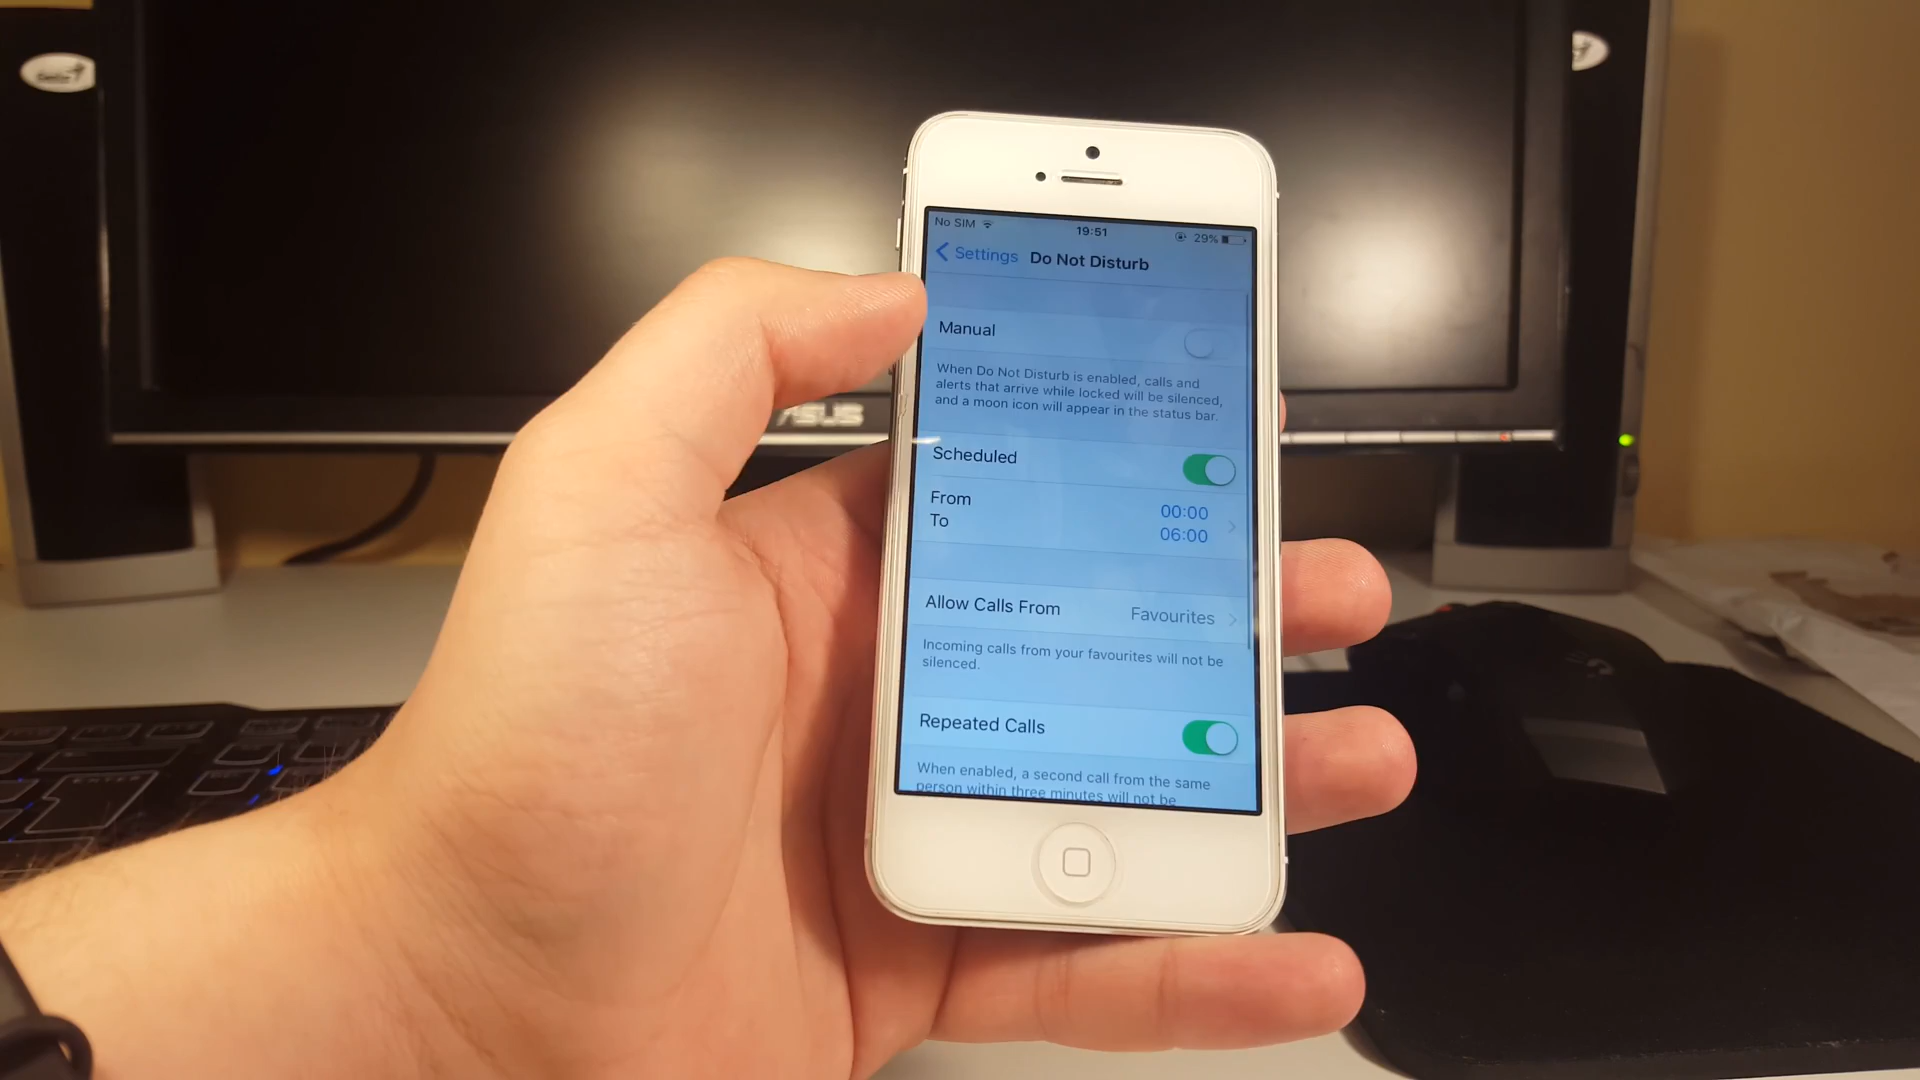 No SIM
19:51
29%
Settings
Do Not Disturb
Manual
When Do Not Disturb is enabled, calls and
alerts that arrive while locked will be silenced,
and a moon icon will appear in the status bar.
Scheduled
From
00:00
To
06:00
Allow Calls From
Favourites
Incoming calls from your favourites will not be
silenced.
Repeated Calls
When enabled, a second call from the same
person within three minutes will not be
ASUS
ENTER